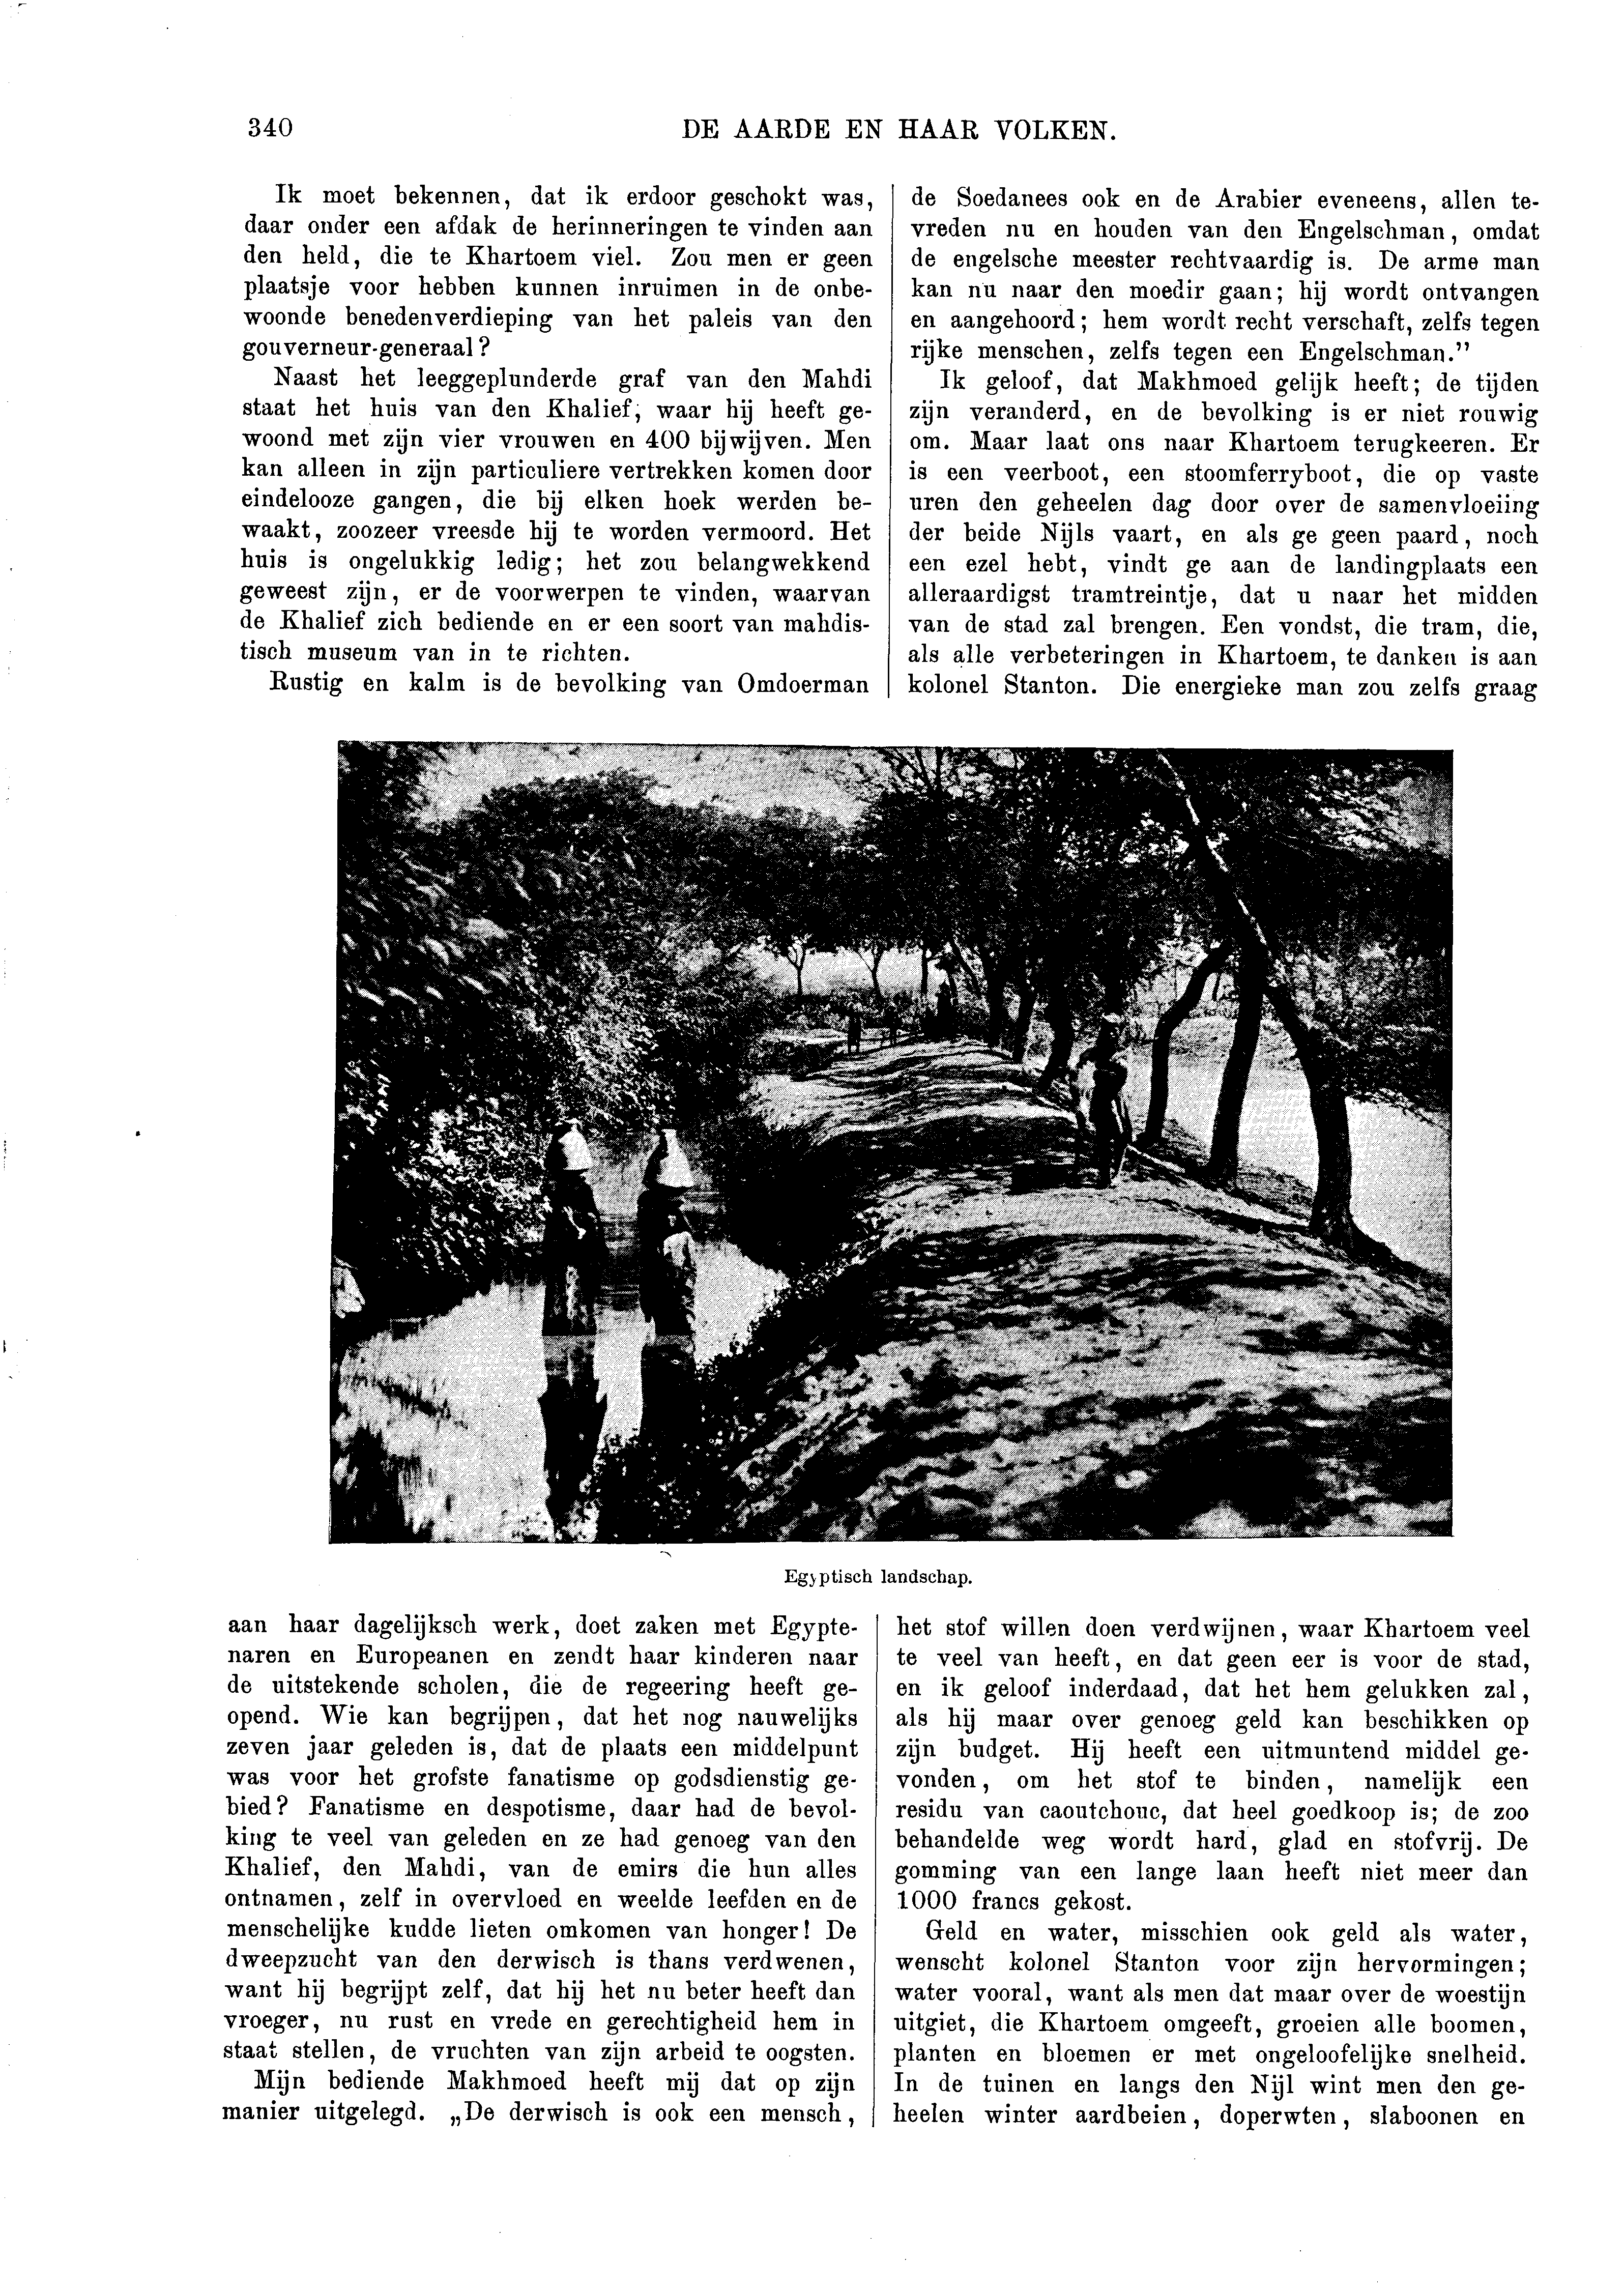 340
DE AARDE EN HAAR VOLKEN.
Ik moet bekennen, dat ik erdoor geschokt was,
daar onder een afdak de herinneringen te vinden aan
den held, die te Khartoem viel. Zou men er geen
plaatsje voor hebben kunnen inruimen in de onbe-
woonde benedenverdieping van het paleis van den
gouverneur-generaal?
Naast het leeggeplunderde graf van den Mahdi
staat het huis van den Khalief, waar hij heeft ge-
woond met zijn vier vrouwen en 400 bijwijven. Men
kan alleen in zijn particuliere vertrekken komen door
eindelooze gangen, die bij elken hoek werden be-
waakt, zoozeer vreesde hij te worden vermoord. Het
huis is ongelukkig ledig; het zou belangwekkend
geweest zijn, er de voorwerpen te vinden, waarvan
de Khalief zich bediende en er een soort van mahdis-
tisch museum van in te richten.
Rustig en kalm is de bevolking van Omdoerman
aan haar dagelijksch werk, doet zaken met Egypte-
naren en Europeanen en zendt haar kinderen naar
de uitstekende scholen, die de regeering heeft ge-
opend. Wie kan begrijpen, dat het nog nauwelijks
zeven jaar geleden is, dat de plaats een middelpunt
was voor het grofste fanatisme op godsdienstig ge-
bied? Fanatisme en despotisme, daar had de bevol-
king te veel van geleden en ze had genoeg van den
Khalief, den Mahdi, van de emirs die hun alles
ontnamen, zelf in overvloed en weelde leefden en de
menschelijke kudde lieten omkomen van honger! De
dweepzucht van den derwisch is thans verdwenen,
want hij begrijpt zelf, dat hij het nu beter heeft dan
vroeger, nu rust en vrede en gerechtigheid hem in
staat stellen, de vruchten van zijn arbeid te oogsten.
Mijn bediende Makhmoed heeft mij dat op zijn
manier uitgelegd. „De derwisch is ook een mensch,
de Soedanees ook en de Arabier eveneens, allen te-
vreden nu en houden van den Engelschman, omdat
de engelsche meester rechtvaardig is. De arme man
kan nu naar den moedir gaan; hij wordt ontvangen
en aangehoord; hem wordt recht verschaft, zelfs tegen
rijke menschen, zelfs tegen een Engelschman.”
Ik geloof, dat Makhmoed gelijk heeft; de tijden
zijn veranderd, en de bevolking is er niet rouwig
om. Maar laat ons naar Khartoem terugkeeren. Er
is een veerboot, een stoomferryboot, die op vaste
uren den geheelen dag door over de samenvloeiing
der beide Nijls vaart, en als ge geen paard, noch
een ezel hebt, vindt ge aan de landingplaats een
alleraardigst tramtreintje, dat u naar het midden
van de stad zal brengen. Een vondst, die tram, die,
als alle verbeteringen in Khartoem, te danken is aan
kolonel Stanton. Die energieke man zou zelfs graag
het stof willen doen verdwijnen, waar Khartoem veel
te veel van heeft, en dat geen eer is voor de stad,
en ik geloof inderdaad, dat het hem gelukken zal,
als hij maar over genoeg geld kan beschikken op
zijn budget. Hij heeft een uitmuntend middel ge-
vonden, om het stof te binden, namelijk een
residu van caoutchouc, dat heel goedkoop is; de zoo
behandelde weg wordt hard, glad en stofvrij. De
gomming van een lange laan heeft niet meer dan
1000 francs gekost.
Geld en water, misschien ook geld als water,
wenscht kolonel Stanton voor zijn hervormingen;
water vooral, want als men dat maar over de woestijn
uitgiet, die Khartoem omgeeft, groeien alle boomen,
planten en bloemen er met ongeloofelijke snelheid.
In de tuinen en langs den Nijl wint men den ge-
heelen winter aardbeien, doperwten, slaboonen en
Egyptisch landschap.